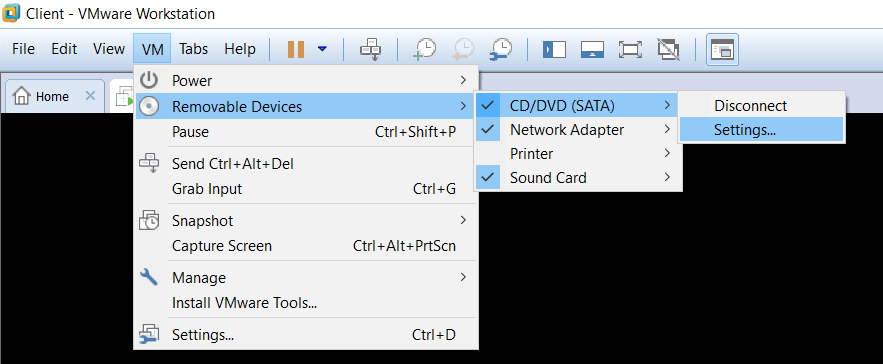 Client - VMware Workstation
File Edit View VM Tabs Help
Home
Power
Removable Devices
Pause Ctrl+Shift+P
Send Ctrl+Alt+Del
Grab Input Ctrl+G
Snapshot
Capture Screen Ctrl+Alt+PrtScn
Manage
Install VMware Tools...
Settings... Ctrl+D
CD/DVD (SATA)
Network Adapter
Printer
Sound Card
Disconnect
Settings...